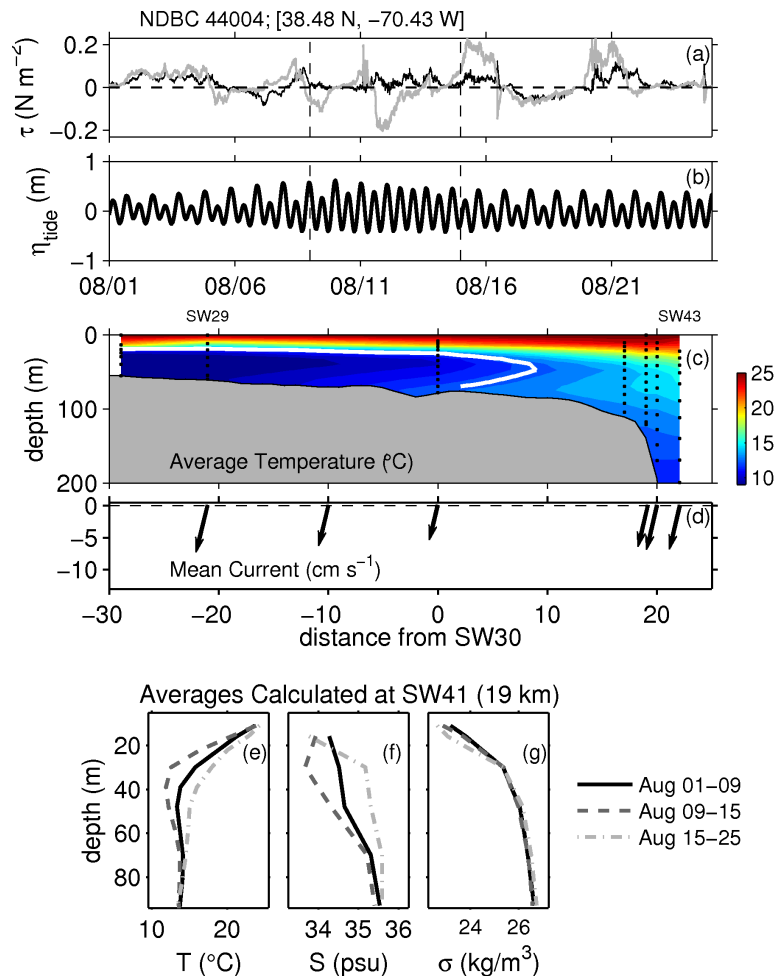 NDBC 44004; [38.48 N, −70.43 W]
τ (N m⁻²)
0.2
0
−0.2
(a)
η_tide (m)
1
0
−1
(b)
08/01 08/06 08/11 08/16 08/21
SW29 SW43
depth (m)
0
100
200
(c)
Average Temperature (°C)
25
20
15
10
0
−5
−10
(d)
Mean Current (cm s⁻¹)
−30 −20 −10 0 10 20
distance from SW30
Averages Calculated at SW41 (19 km)
depth (m)
20
40
60
80
(e) (f) (g)
10 20 34 35 36 24 26
T (°C) S (psu) σ (kg/m³)
Aug 01−09
Aug 09−15
Aug 15−25